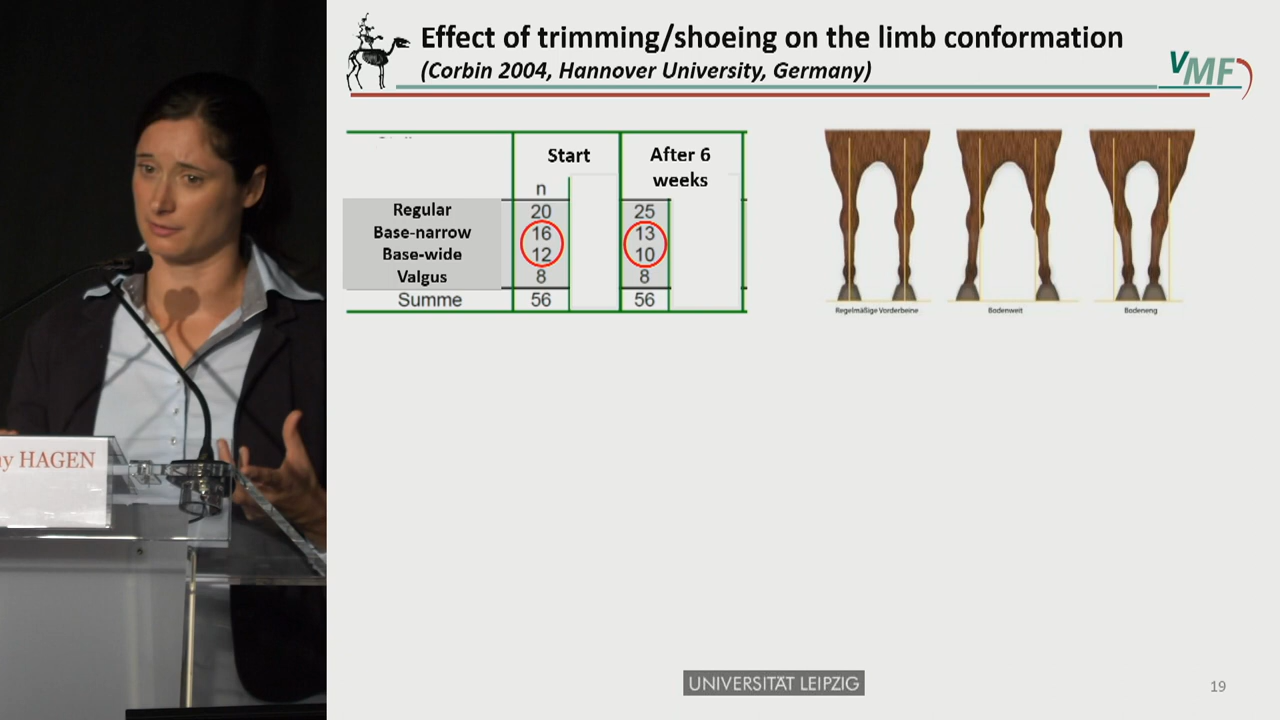 Effect of trimming/shoeing on the limb conformation
(Corbin 2004, Hannover University, Germany)
VMF
Start
After 6
weeks
n
Regular 20 25
Base-narrow 16 13
Base-wide 12 10
Valgus 8 8
Summe 56 56
Regelmäßige Vorderbeine
Bodenweit
Bodeneng
HAGEN
UNIVERSITÄT LEIPZIG
19